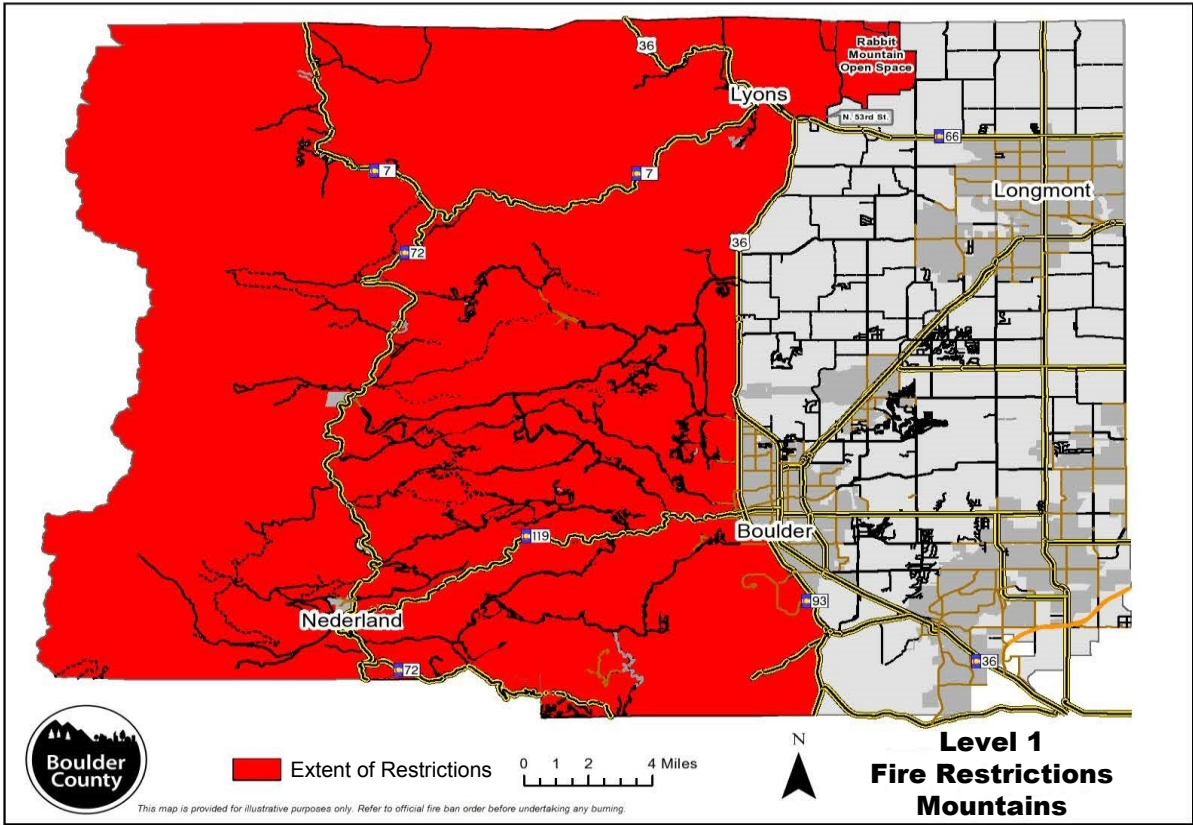 36
Rabbit
Mountain
Open Space
Lyons
N. 53rd St.
66
7
7
Longmont
36
72
119
Boulder
93
Nederland
72
36
Boulder
County
Extent of Restrictions
0 1 2 4 Miles
N
Level 1
Fire Restrictions
Mountains
This map is provided for illustrative purposes only. Refer to official fire ban order before undertaking any burning.